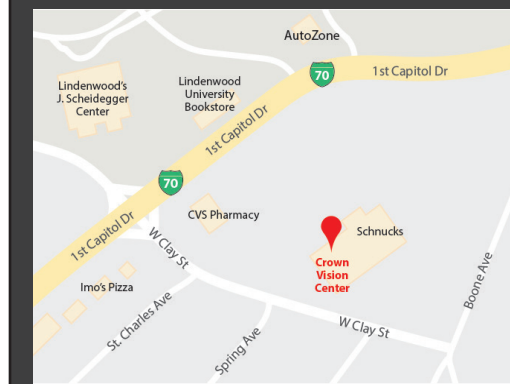 AutoZone
70
1st Capitol Dr
Lindenwood's
J. Scheidegger
Center
Lindenwood
University
Bookstore
1st Capitol Dr
70
CVS Pharmacy
1st Capitol Dr
W Clay St
Schnucks
Crown
Vision
Center
Imo's Pizza
Boone Ave
St. Charles Ave
Spring Ave
W Clay St